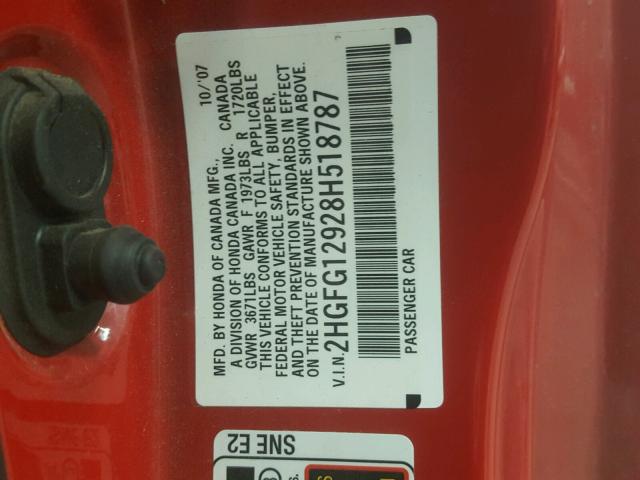 MFD. BY HONDA OF CANADA MFG., 10/'07
A DIVISION OF HONDA CANADA INC. CANADA
GVWR 3671LBS GAWR F 1973LBS R 1720LBS
THIS VEHICLE CONFORMS TO ALL APPLICABLE
FEDERAL MOTOR VEHICLE SAFETY, BUMPER,
AND THEFT PREVENTION STANDARDS IN EFFECT
ON THE DATE OF MANUFACTURE SHOWN ABOVE.
V.I.N. 2HGFG12928H518787
PASSENGER CAR
SNE E2